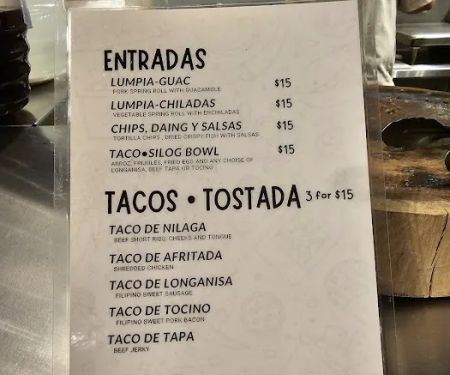 ENTRADAS
LUMPIA-GUAC $15
PORK SPRING ROLL WITH GUACAMOLE
LUMPIA-CHILADAS $15
VEGETABLE SPRING ROLL WITH ENCHILADAS
CHIPS, DAING Y SALSAS $15
TORTILLA CHIPS , DRIED CRISPY FISH WITH SALSAS
TACO•SILOG BOWL $15
ARROZ, FRIJOLES, FRIED EGG AND ANY CHOISE OF
LONGANISA, BEEF TAPA OR TOCINO
TACOS • TOSTADA 3 for $15
TACO DE NILAGA
BEEF SHORT RIBS, CHEEKS AND TONGUE
TACO DE AFRITADA
SHREDDED CHICKEN
TACO DE LONGANISA
FILIPINO SWEET SAUSAGE
TACO DE TOCINO
FILIPINO SWEET PORK BACON
TACO DE TAPA
BEEF JERKY